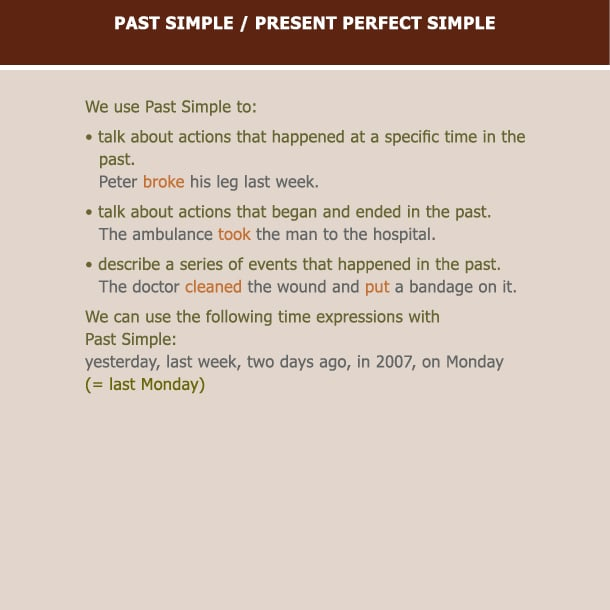 PAST SIMPLE / PRESENT PERFECT SIMPLE
We use Past Simple to:
• talk about actions that happened at a specific time in the
past.
Peter broke his leg last week.
• talk about actions that began and ended in the past.
The ambulance took the man to the hospital.
• describe a series of events that happened in the past.
The doctor cleaned the wound and put a bandage on it.
We can use the following time expressions with
Past Simple:
yesterday, last week, two days ago, in 2007, on Monday
(= last Monday)